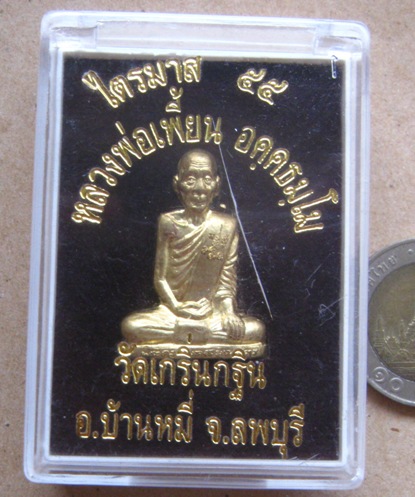 ไตรมาส ๕๕
หลวงพ่อเพี้ยน อคฺคธมฺโม
วัดเกริ่นกฐิน
อ.บ้านหมี่ จ.ลพบุรี
๑๐